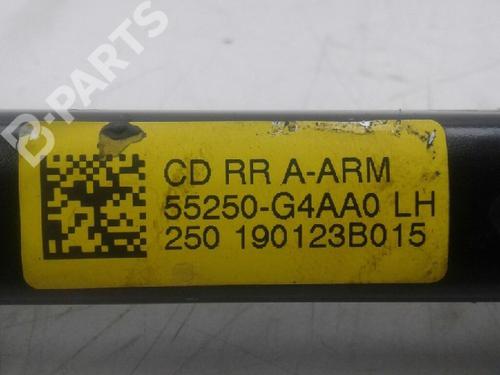 B-PARTS
CD RR A-ARM
55250-G4AA0 LH
250 190123B015